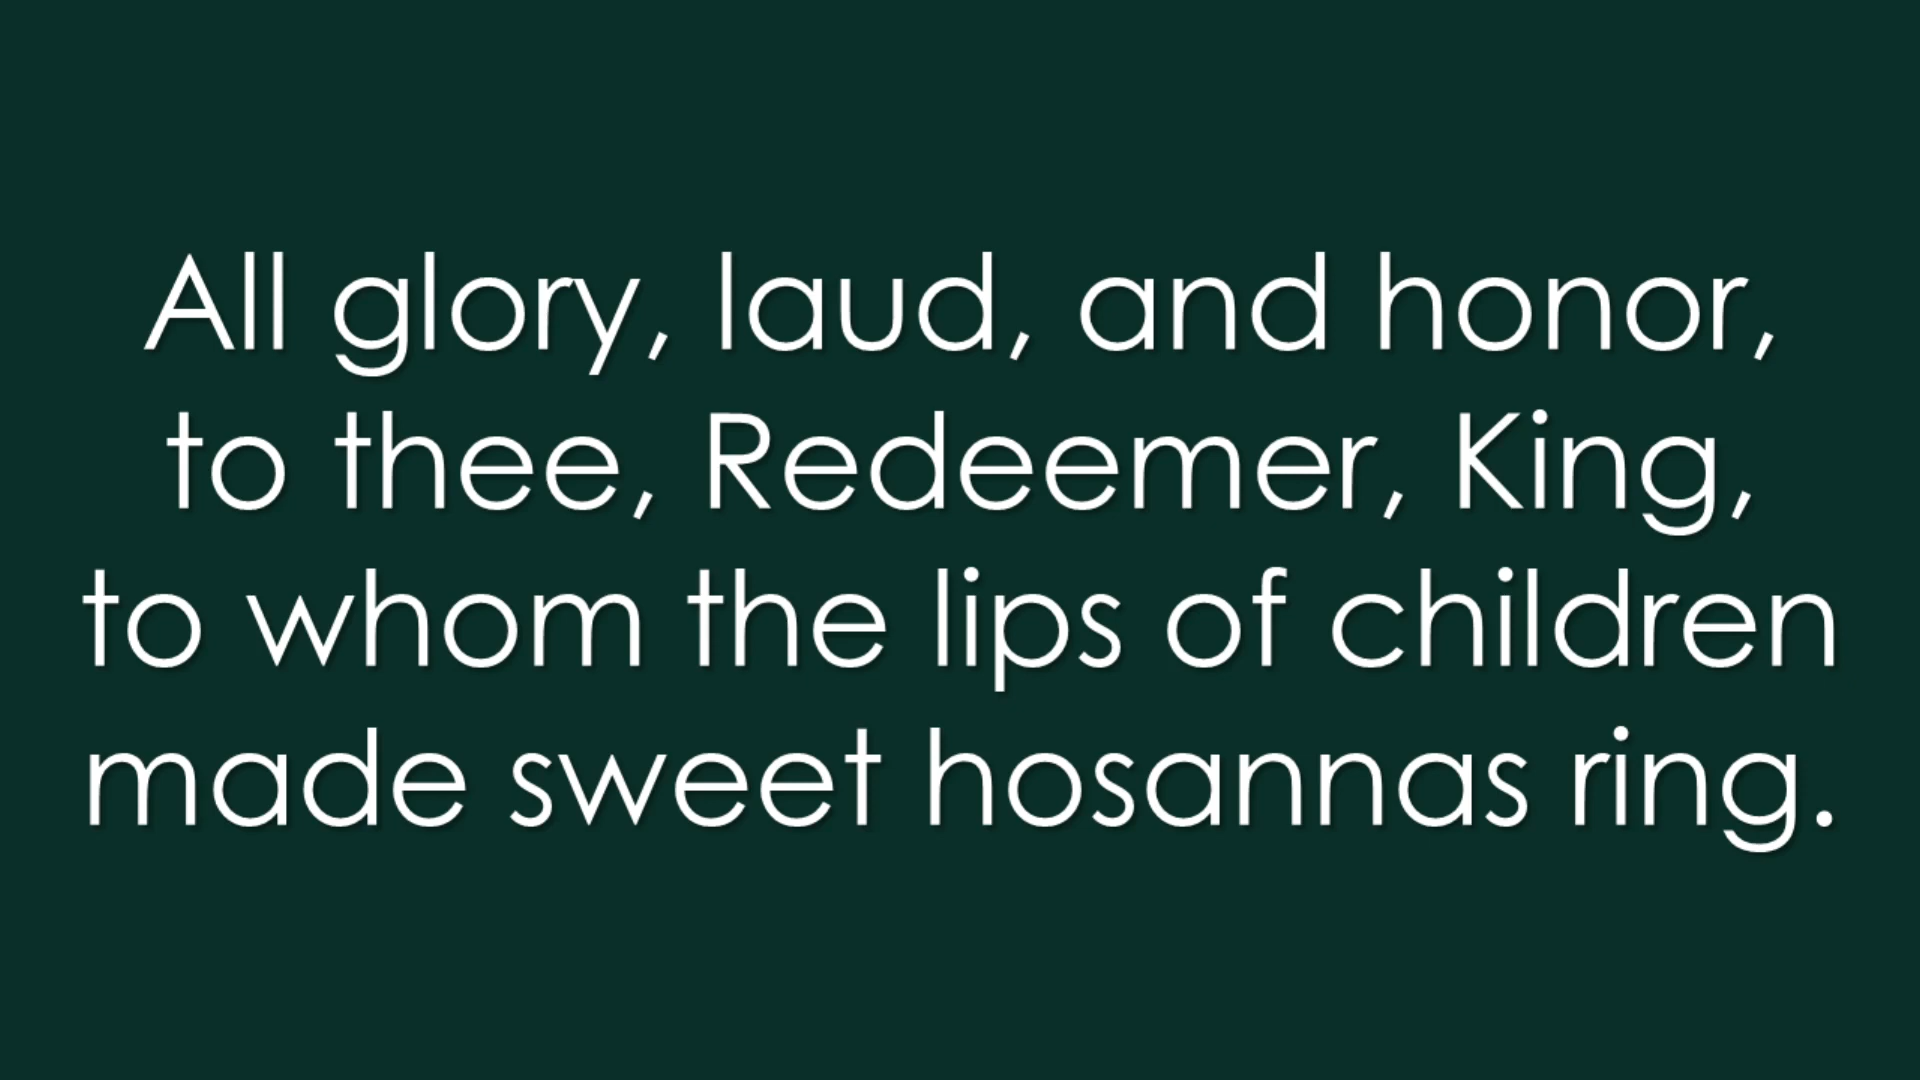 All glory, laud, and honor,
to thee, Redeemer, King,
to whom the lips of children
made sweet hosannas ring.